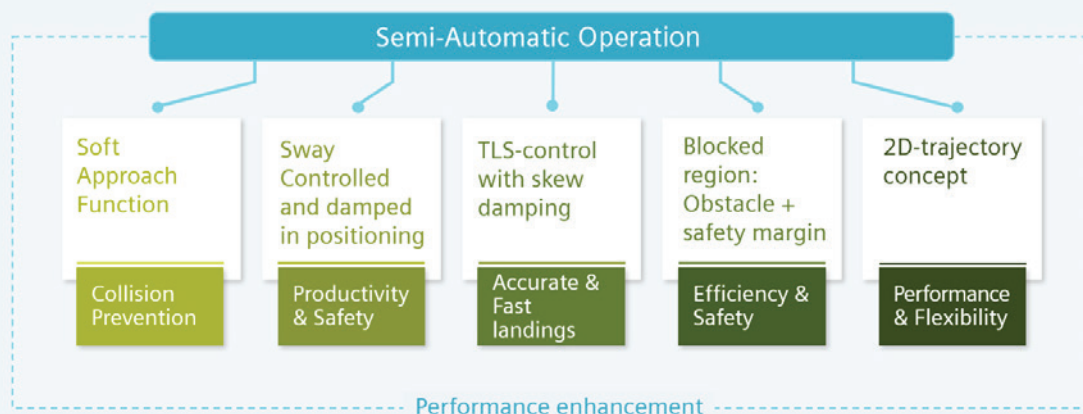 Semi-Automatic Operation
Soft
Approach
Function
Collision
Prevention
Sway
Controlled
and damped
in positioning
Productivity
& Safety
TLS-control
with skew
damping
Accurate &
Fast
landings
Blocked
region:
Obstacle +
safety margin
Efficiency &
Safety
2D-trajectory
concept
Performance
& Flexibility
Performance enhancement